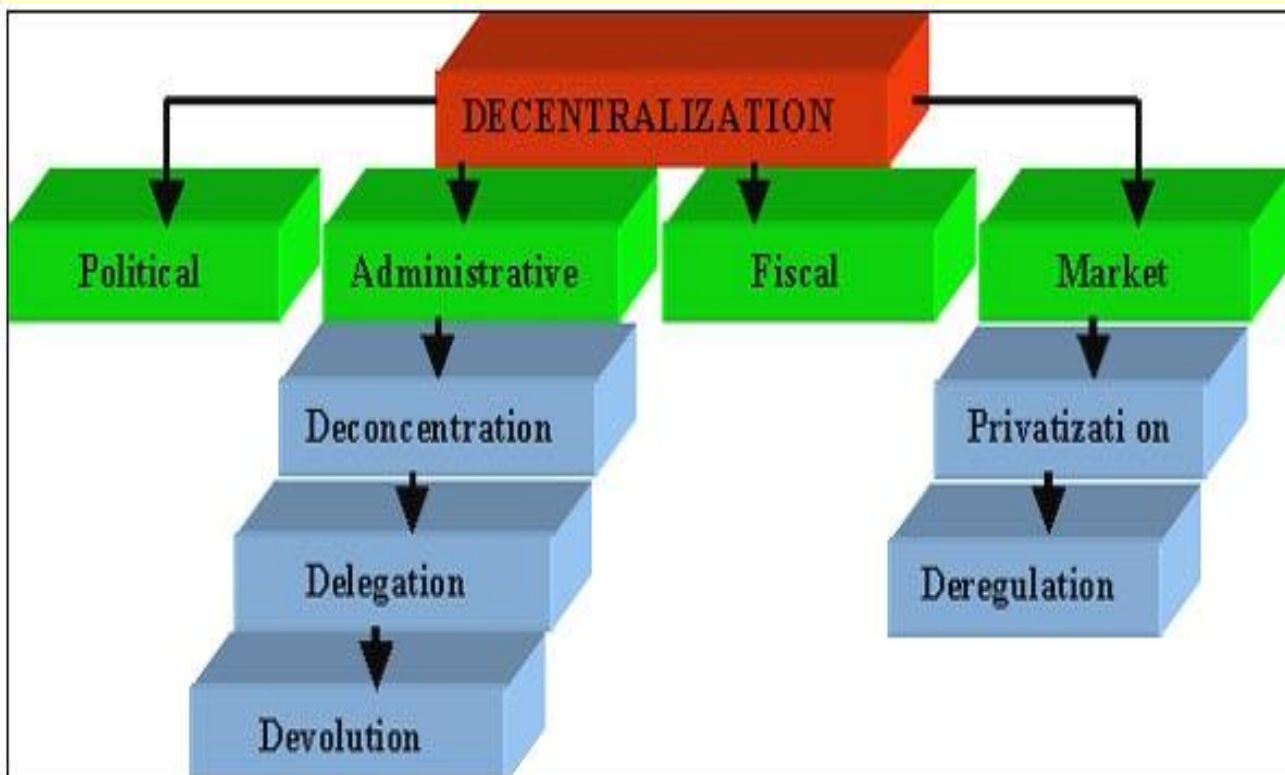 DECENTRALIZATION
Political
Administrative
Fiscal
Market
Deconcentration
Privatizati on
Delegation
Deregulation
Devolution